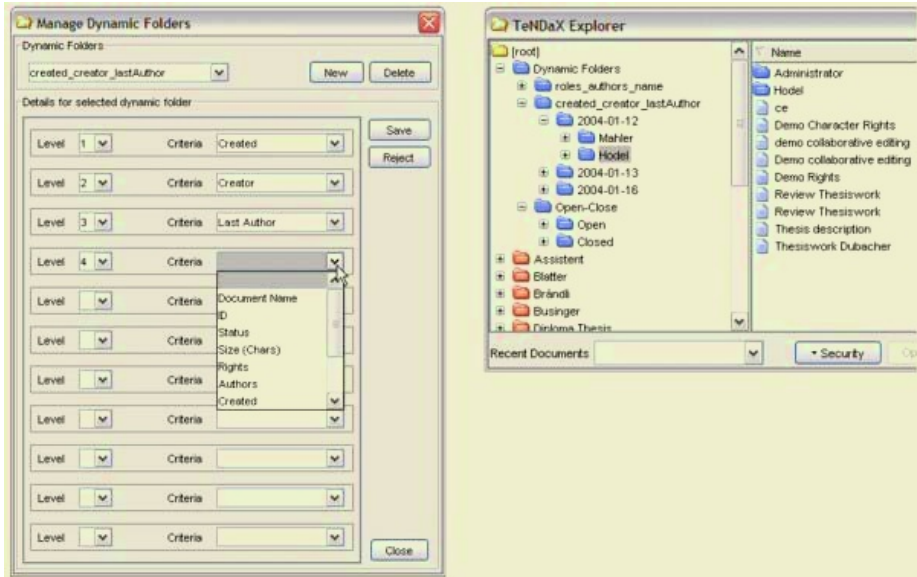 Manage Dynamic Folders
Dynamic Folders
created_creator_lastAuthor
New
Delete
Details for selected dynamic folder
Level 1 Criteria Created
Save
Reject
Level 2 Criteria Creator
Level 3 Criteria Last Author
Level 4 Criteria
Level Criteria
Document Name
ID
Status
Level Criteria
Size (Chars)
Rights
Level Criteria
Authors
Created
Level Criteria
Level Criteria
Level Criteria
Level Criteria
Close
TeNDaX Explorer
[root]
Dynamic Folders
roles_authors_name
created_creator_lastAuthor
2004-01-12
Mahler
Hodel
2004-01-13
2004-01-16
Open-Close
Open
Closed
Assistent
Blatter
Brändli
Businger
Diploma Thesis
Name
Administrator
Hodel
ce
Demo Character Rights
demo collaborative editing
Demo collaborative editing
Demo Rights
Review Thesiswork
Review Thesiswork
Thesis description
Thesiswork Dubacher
Recent Documents
Security
Op